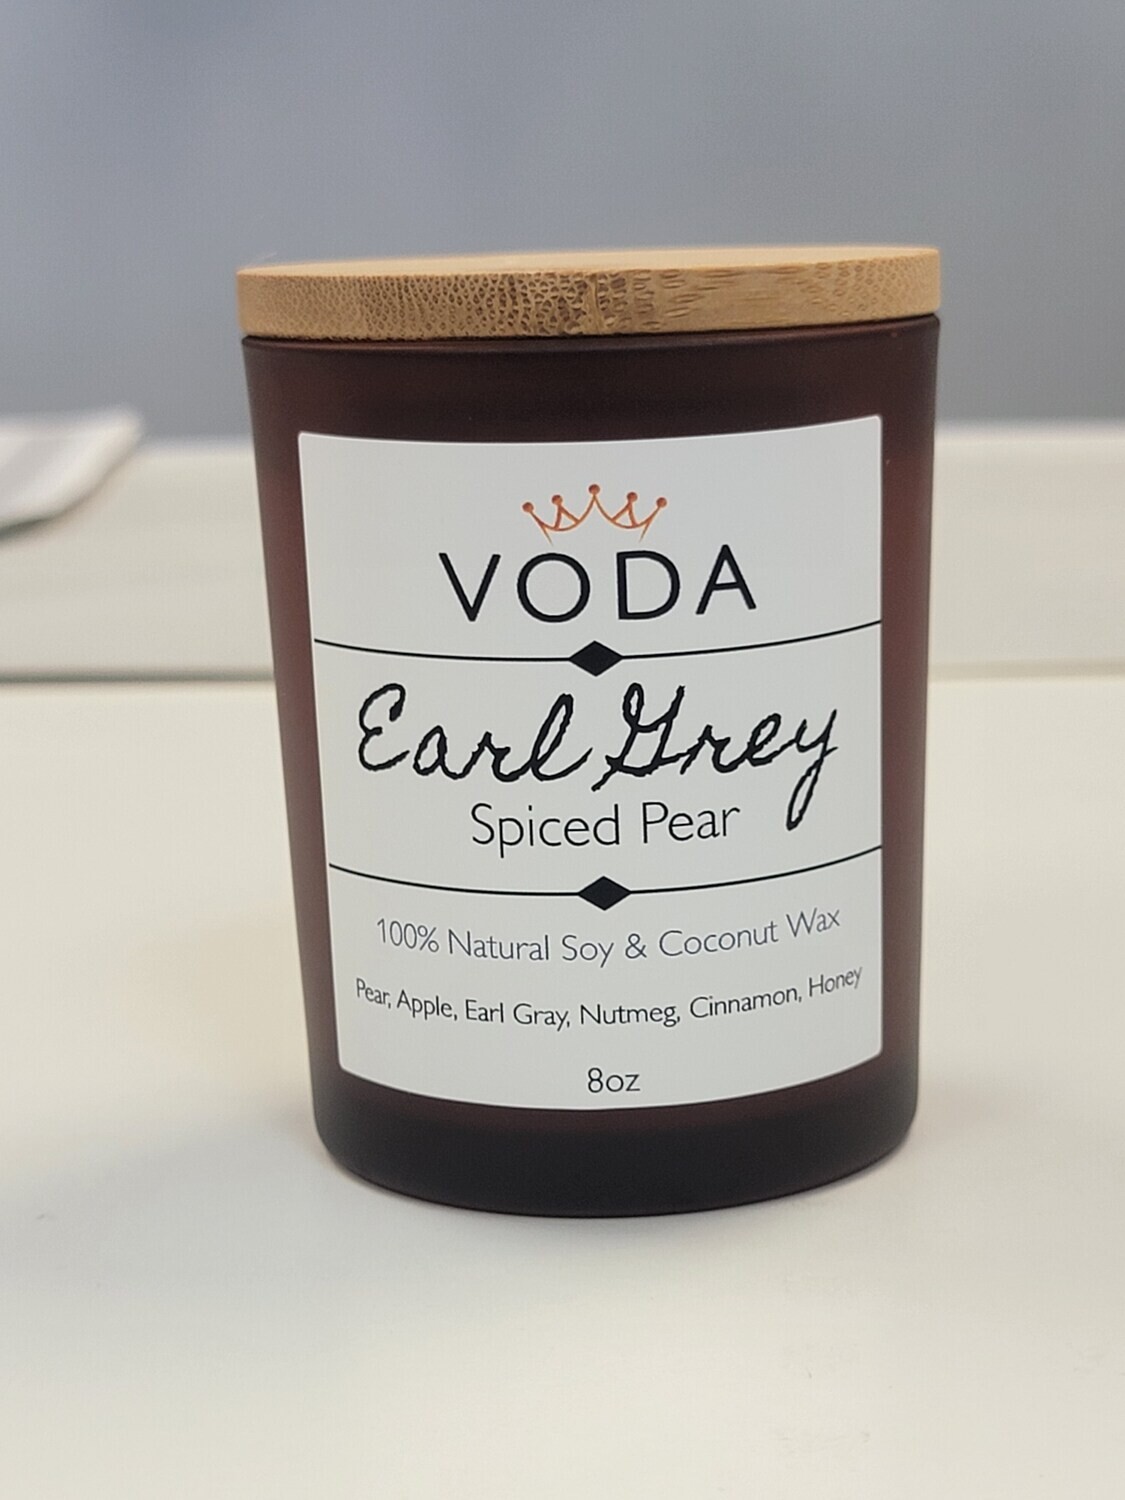 VODA
Earl Grey
Spiced Pear
100% Natural Soy & Coconut Wax
Pear, Apple, Earl Gray, Nutmeg, Cinnamon, Honey
8oz